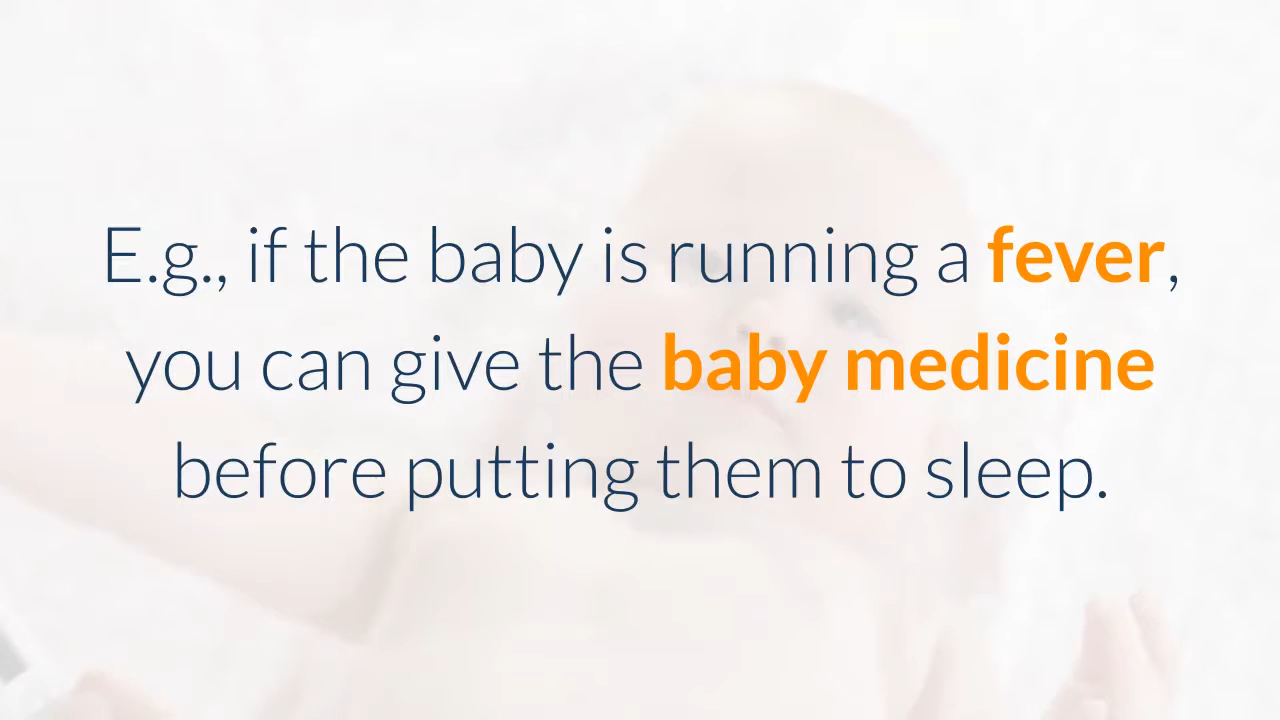 E.g., if the baby is running a fever,
you can give the baby medicine
before putting them to sleep.